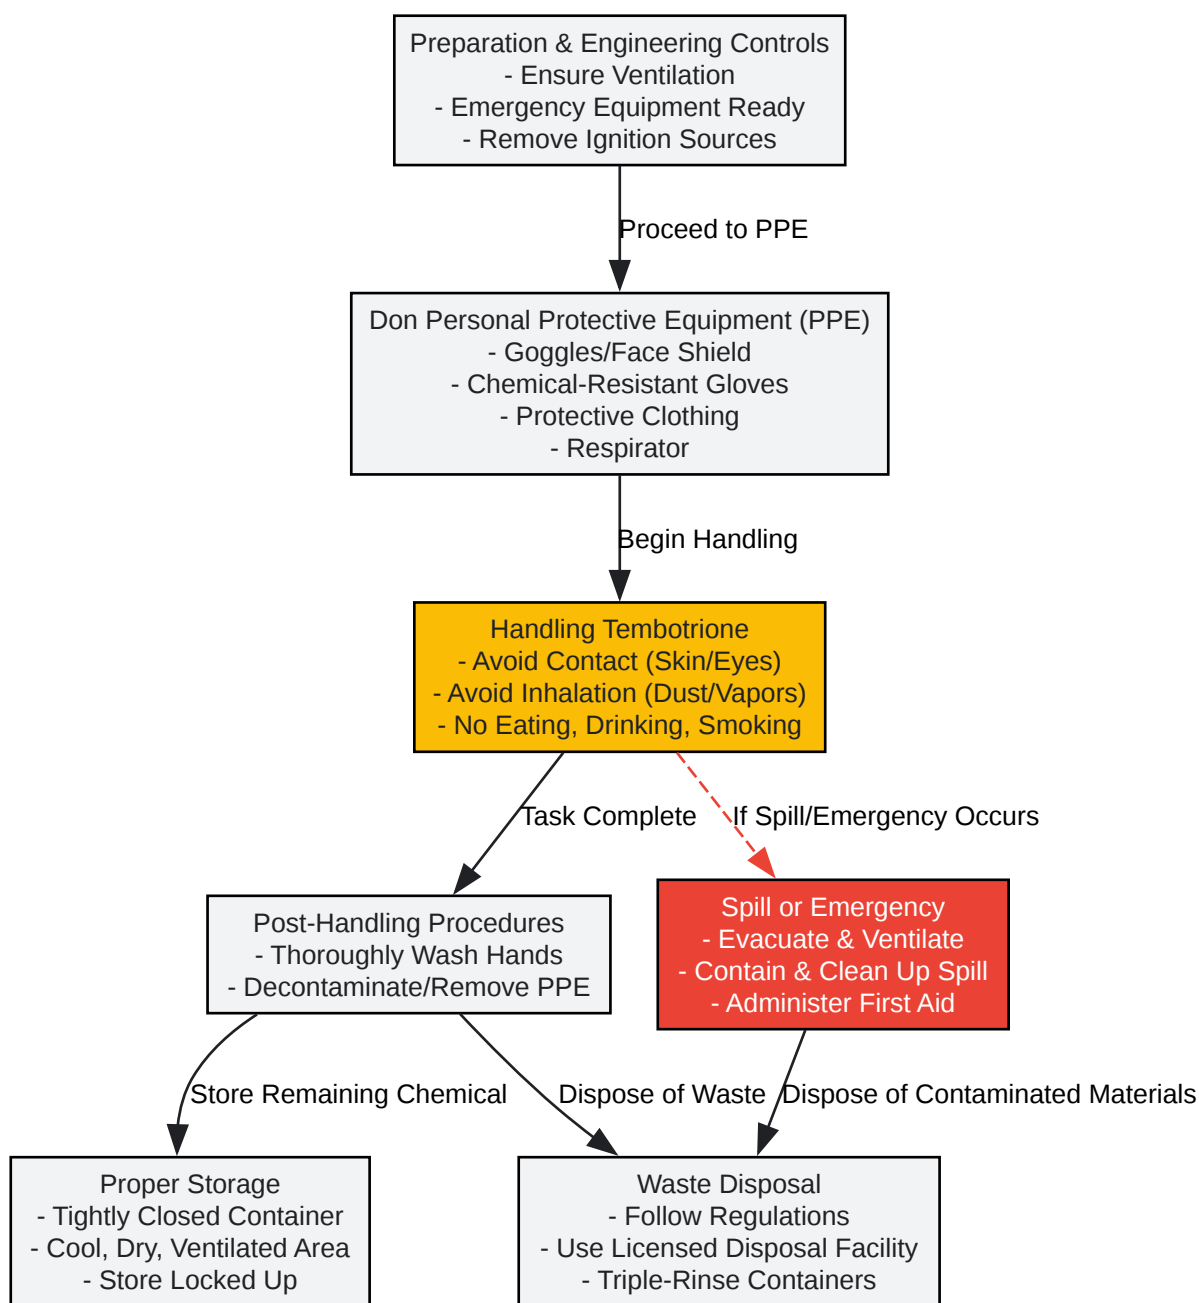 Preparation & Engineering Controls
- Ensure Ventilation
- Emergency Equipment Ready
- Remove Ignition Sources
Proceed to PPE
Don Personal Protective Equipment (PPE)
- Goggles/Face Shield
- Chemical-Resistant Gloves
- Protective Clothing
- Respirator
Begin Handling
Handling Tembotrione
- Avoid Contact (Skin/Eyes)
- Avoid Inhalation (Dust/Vapors)
- No Eating, Drinking, Smoking
Task Complete
If Spill/Emergency Occurs
Post-Handling Procedures
- Thoroughly Wash Hands
- Decontaminate/Remove PPE
Spill or Emergency
- Evacuate & Ventilate
- Contain & Clean Up Spill
- Administer First Aid
Store Remaining Chemical
Dispose of Waste
Dispose of Contaminated Materials
Proper Storage
- Tightly Closed Container
- Cool, Dry, Ventilated Area
- Store Locked Up
Waste Disposal
- Follow Regulations
- Use Licensed Disposal Facility
- Triple-Rinse Containers